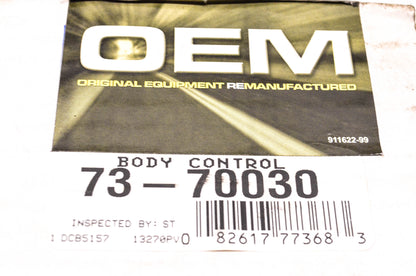 OEM
ORIGINAL EQUIPMENT REMANUFACTURED
911622-99
BODY CONTROL
73-70030
INSPECTED BY: ST
1 DCB5157 13270PV
0 82617 77368 3